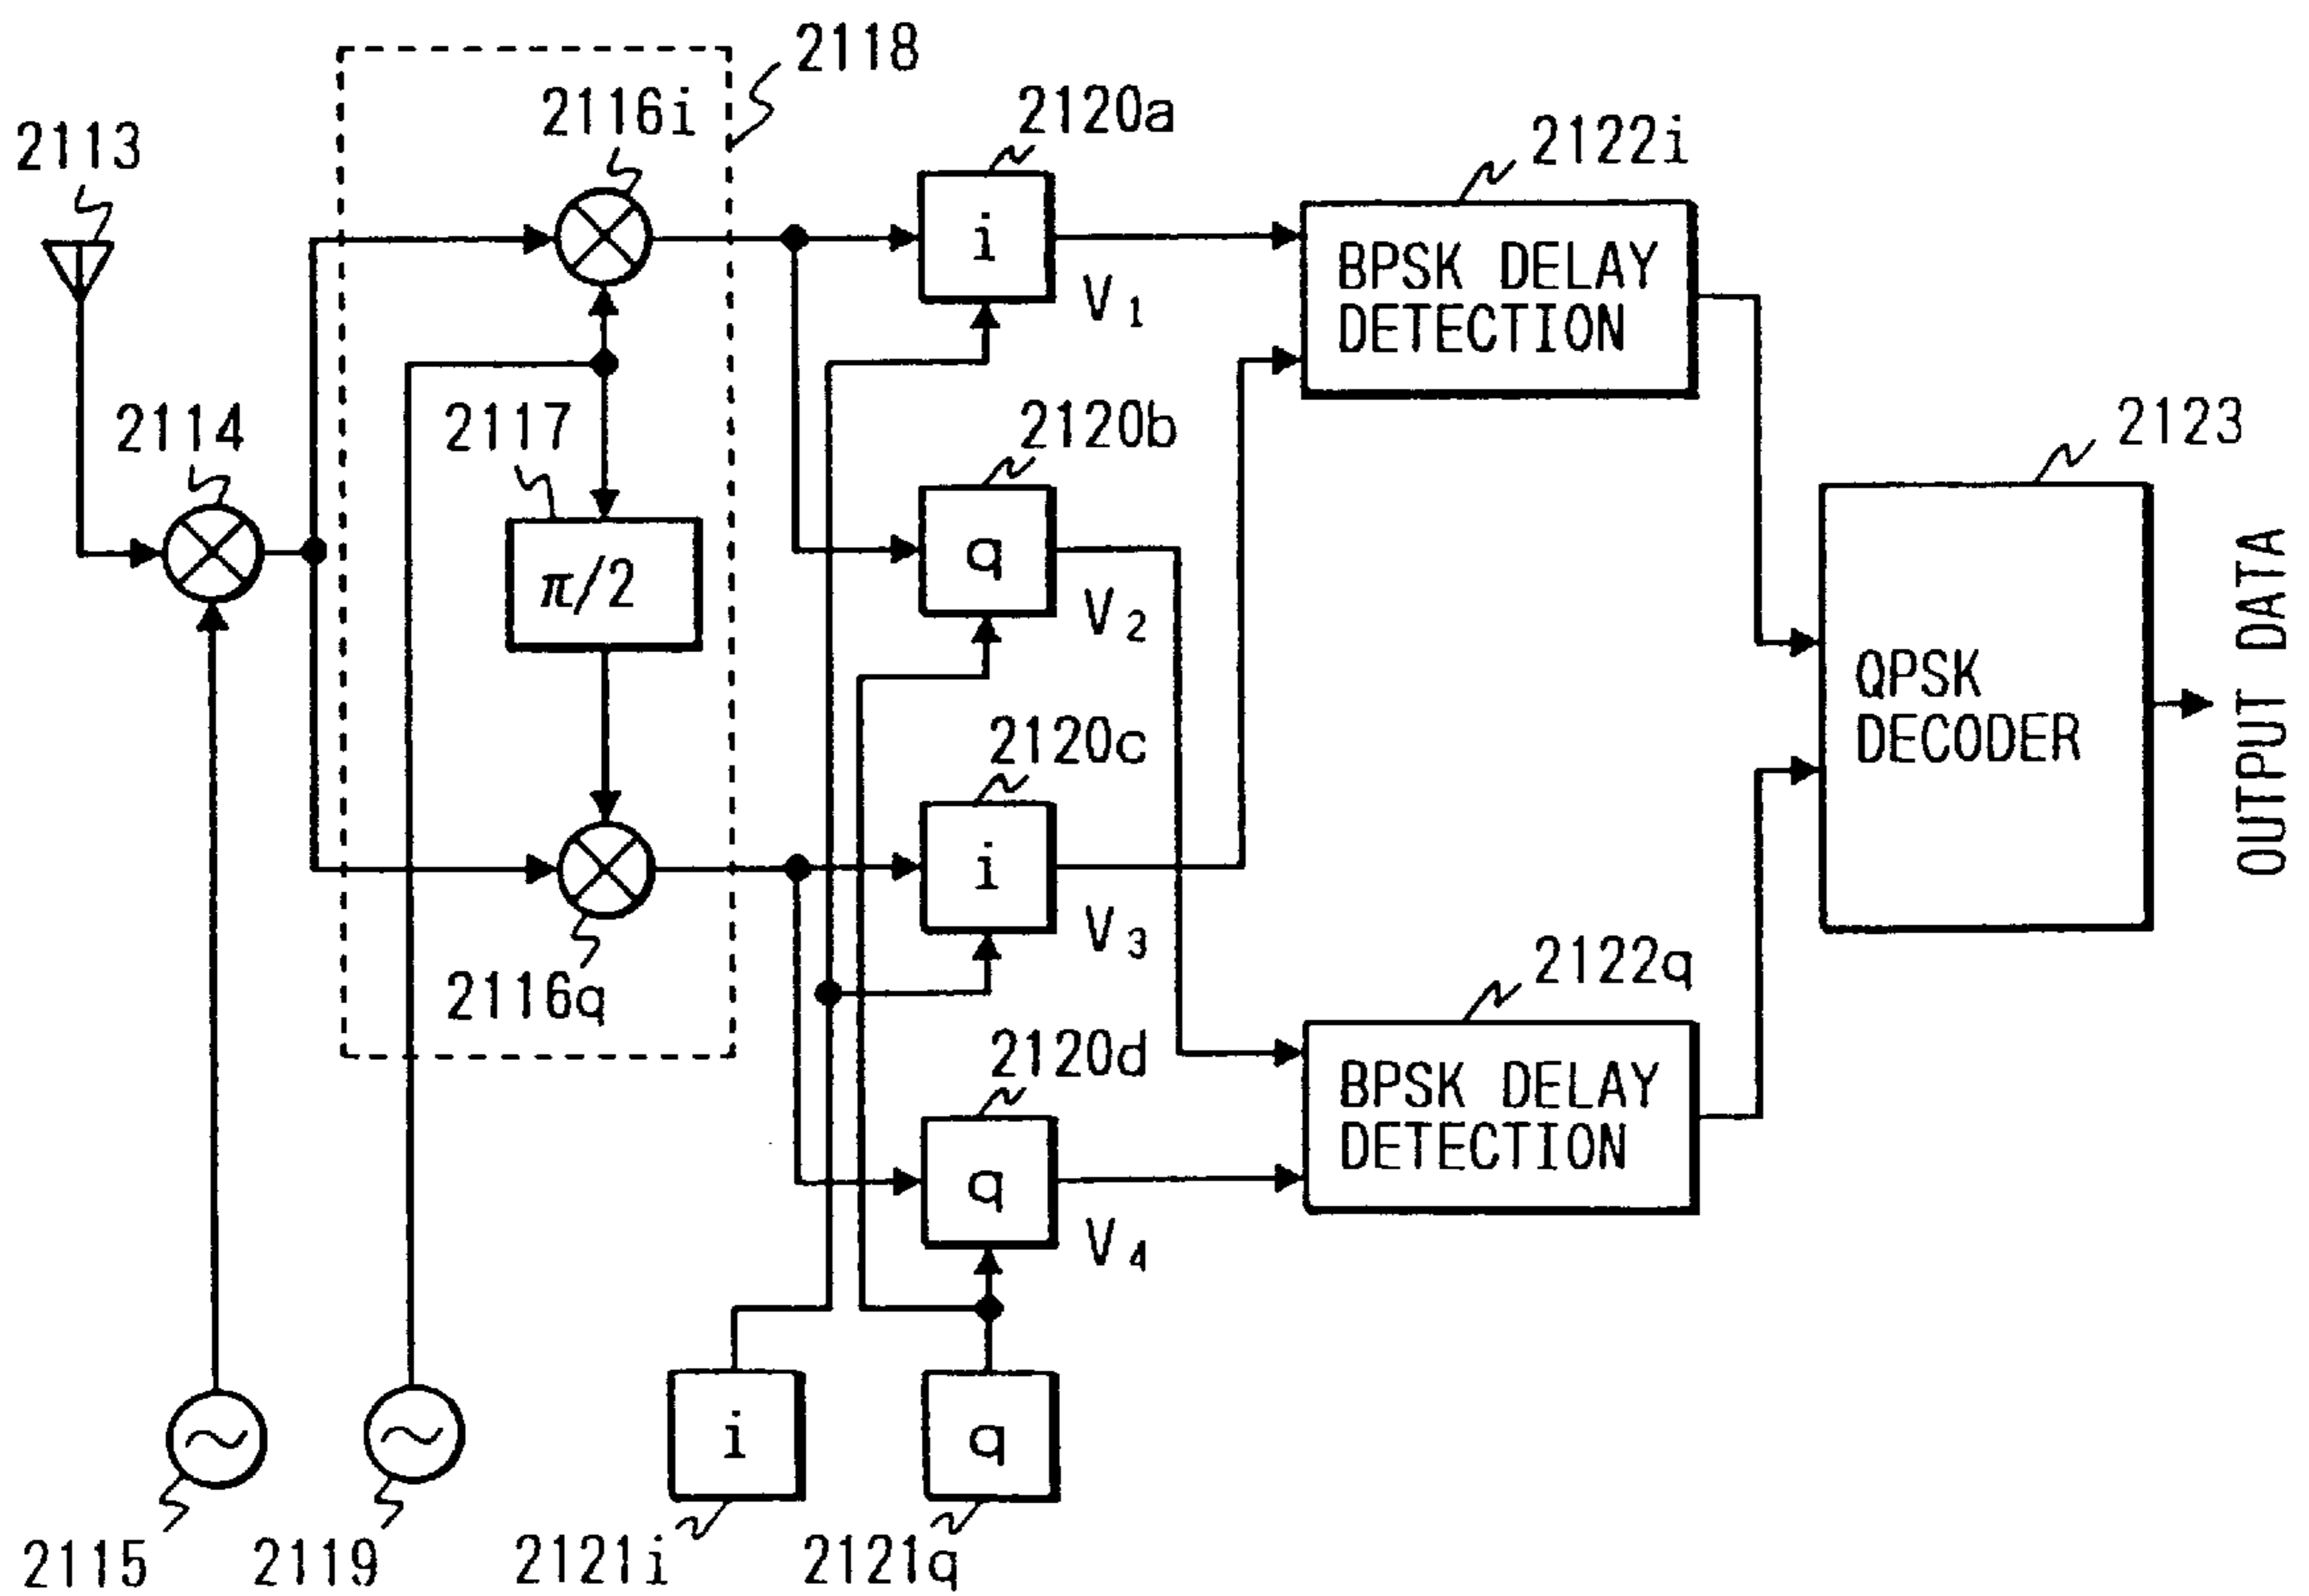 2118
2116i
2120a
2113
2122i
i
BPSK DELAY
DETECTION
V1
2114
2117
2120b
2123
π/2
q
V2
QPSK
DECODER
OUTPUT DATA
2120c
i
V3
2116q
2122q
2120d
BPSK DELAY
DETECTION
q
V4
i
q
2115
2119
2121i
2121q